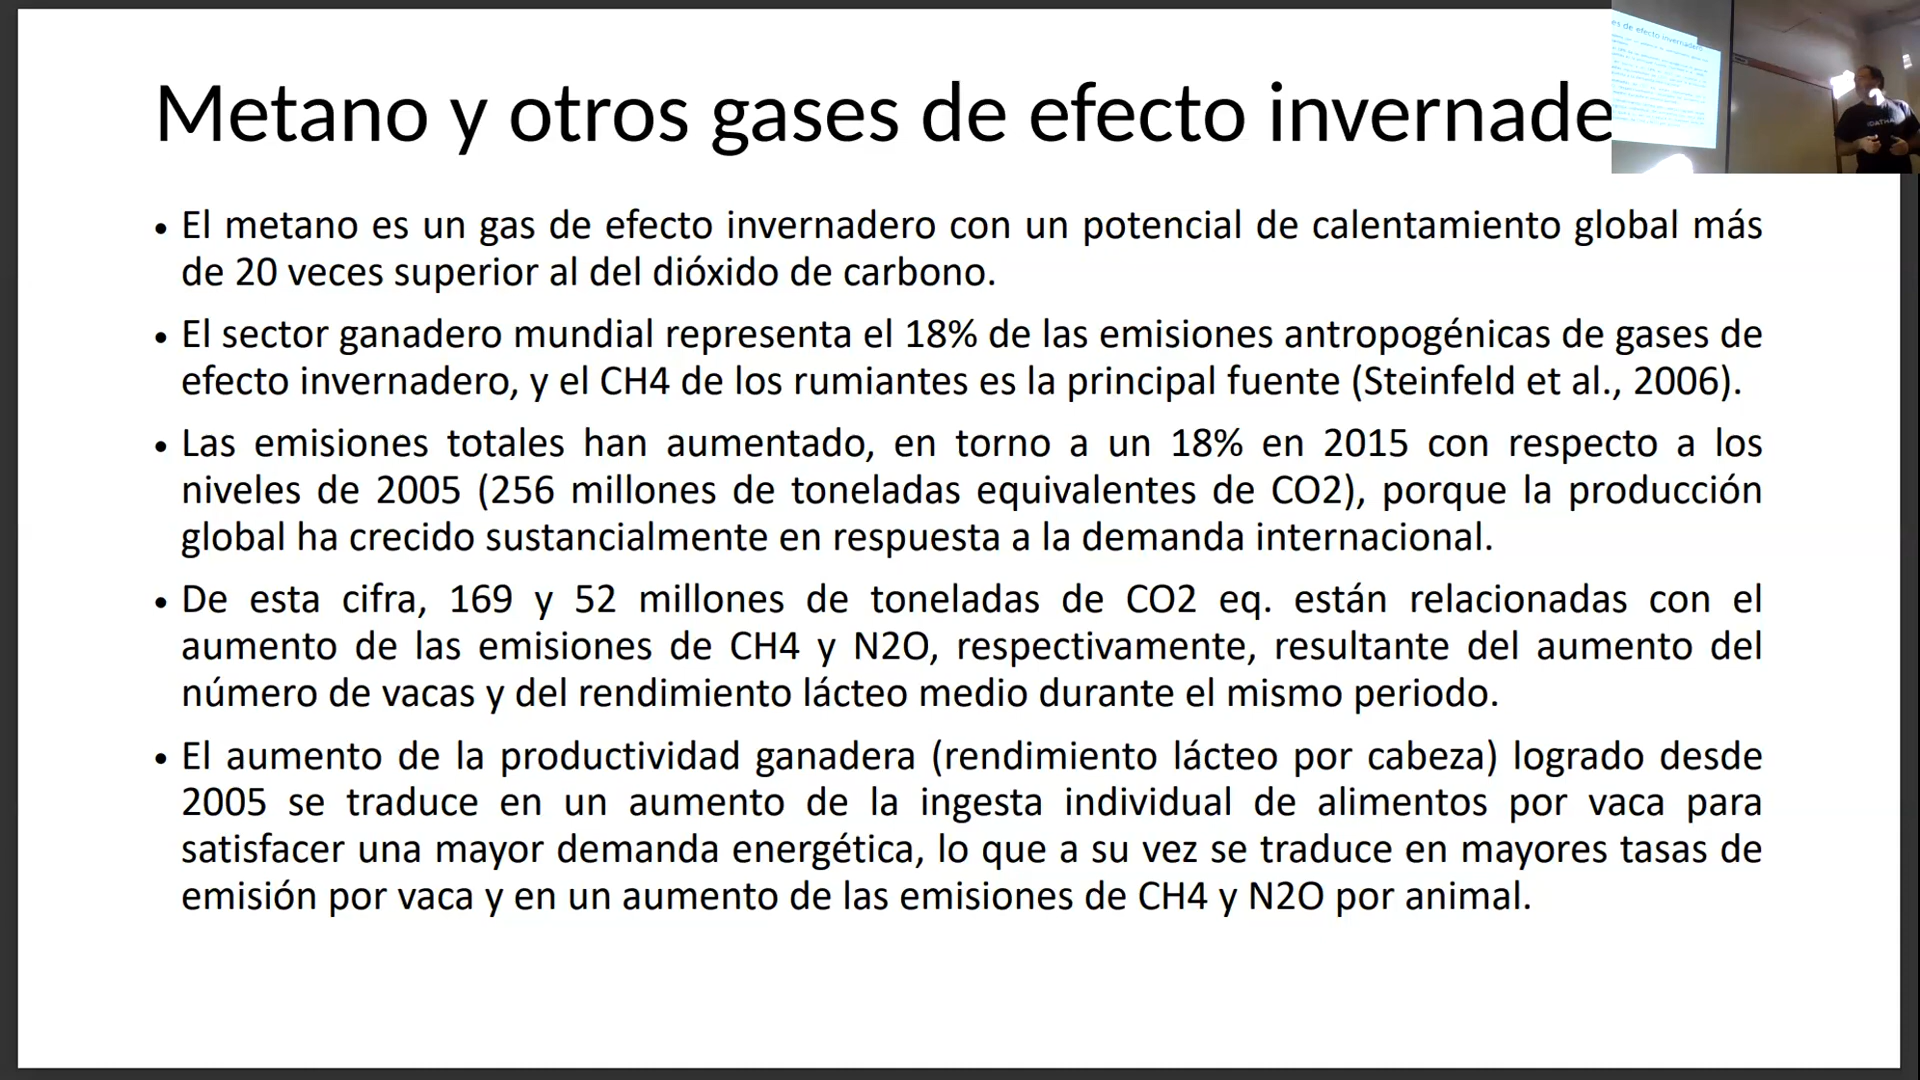 Metano y otros gases de efecto invernade
• El metano es un gas de efecto invernadero con un potencial de calentamiento global más
de 20 veces superior al del dióxido de carbono.
• El sector ganadero mundial representa el 18% de las emisiones antropogénicas de gases de
efecto invernadero, y el CH4 de los rumiantes es la principal fuente (Steinfeld et al., 2006).
• Las emisiones totales han aumentado, en torno a un 18% en 2015 con respecto a los
niveles de 2005 (256 millones de toneladas equivalentes de CO2), porque la producción
global ha crecido sustancialmente en respuesta a la demanda internacional.
• De esta cifra, 169 y 52 millones de toneladas de CO2 eq. están relacionadas con el
aumento de las emisiones de CH4 y N2O, respectivamente, resultante del aumento del
número de vacas y del rendimiento lácteo medio durante el mismo periodo.
• El aumento de la productividad ganadera (rendimiento lácteo por cabeza) logrado desde
2005 se traduce en un aumento de la ingesta individual de alimentos por vaca para
satisfacer una mayor demanda energética, lo que a su vez se traduce en mayores tasas de
emisión por vaca y en un aumento de las emisiones de CH4 y N2O por animal.
es de efecto invernadero